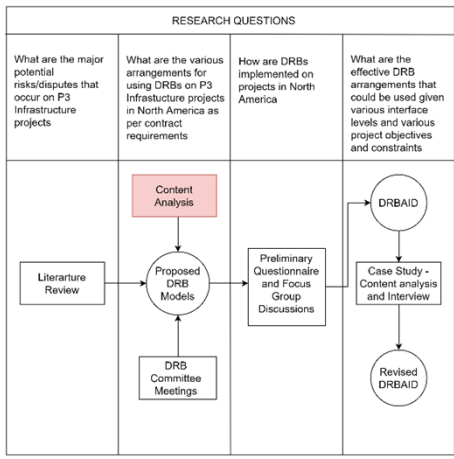 RESEARCH QUESTIONS
What are the major
potential
risks/disputes that
occur on P3
Infrastructure
projects
What are the various
arrangements for
using DRBs on P3
Infrastucture projects
in North America as
per contract
requirements
How are DRBs
implemented on
projects in North
America
What are the
effective DRB
arrangements that
could be used given
various interface
levels and various
project objectives
and constraints
Literarture
Review
Content
Analysis
Proposed
DRB
Models
DRB
Committee
Meetings
Preliminary
Questionnaire
and Focus
Group
Discussions
DRBAID
Case Study -
Content analysis
and Interview
Revised
DRBAID